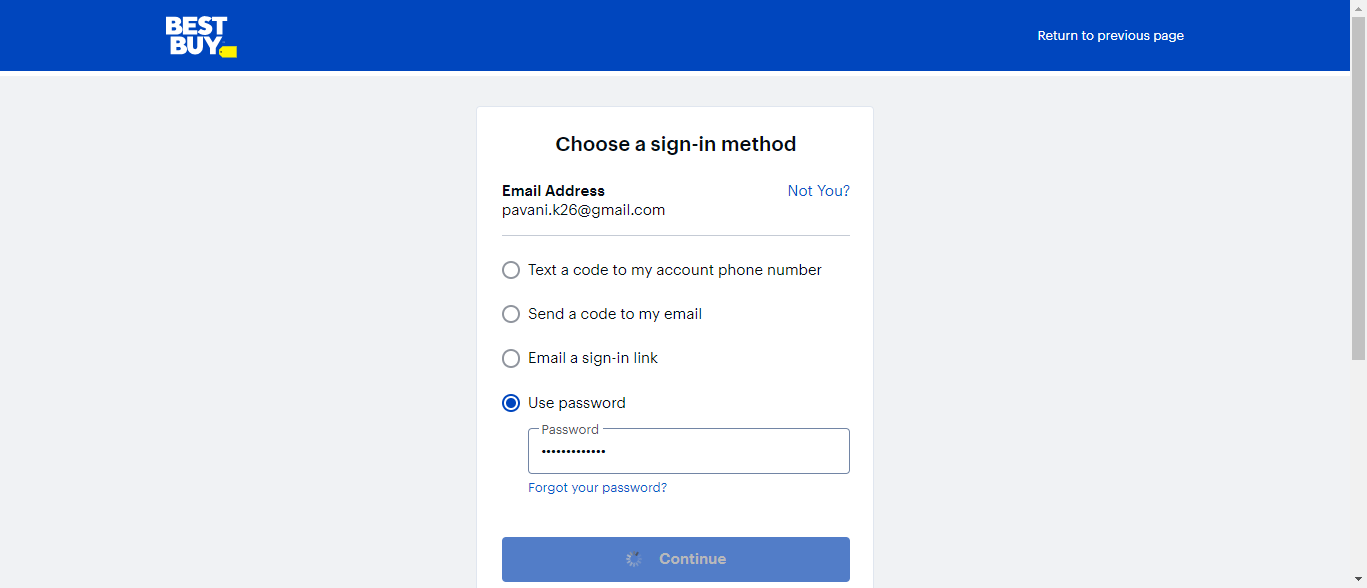 BEST
BUY
Return to previous page
Choose a sign-in method
Email Address
Not You?
pavani.k26@gmail.com
Text a code to my account phone number
Send a code to my email
Email a sign-in link
Use password
Password
•••••••••••••
Forgot your password?
Continue